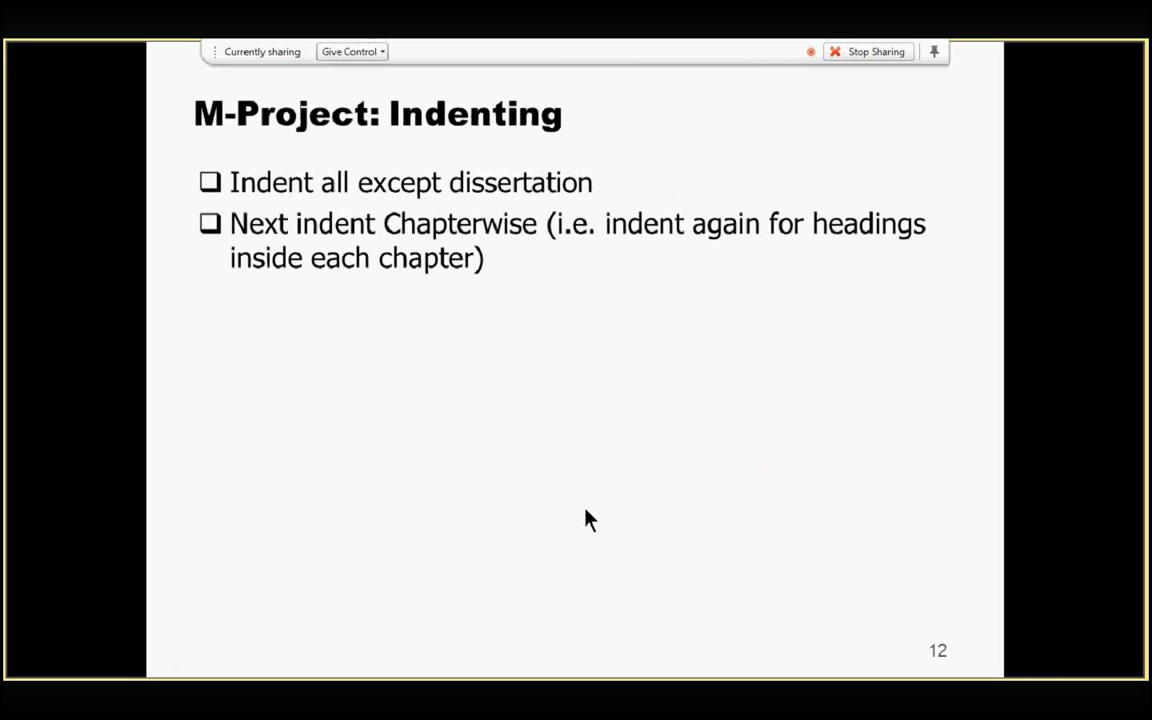 Currently sharing Give Control Stop Sharing
M-Project: Indenting
Indent all except dissertation
Next indent Chapterwise (i.e. indent again for headings
inside each chapter)
12